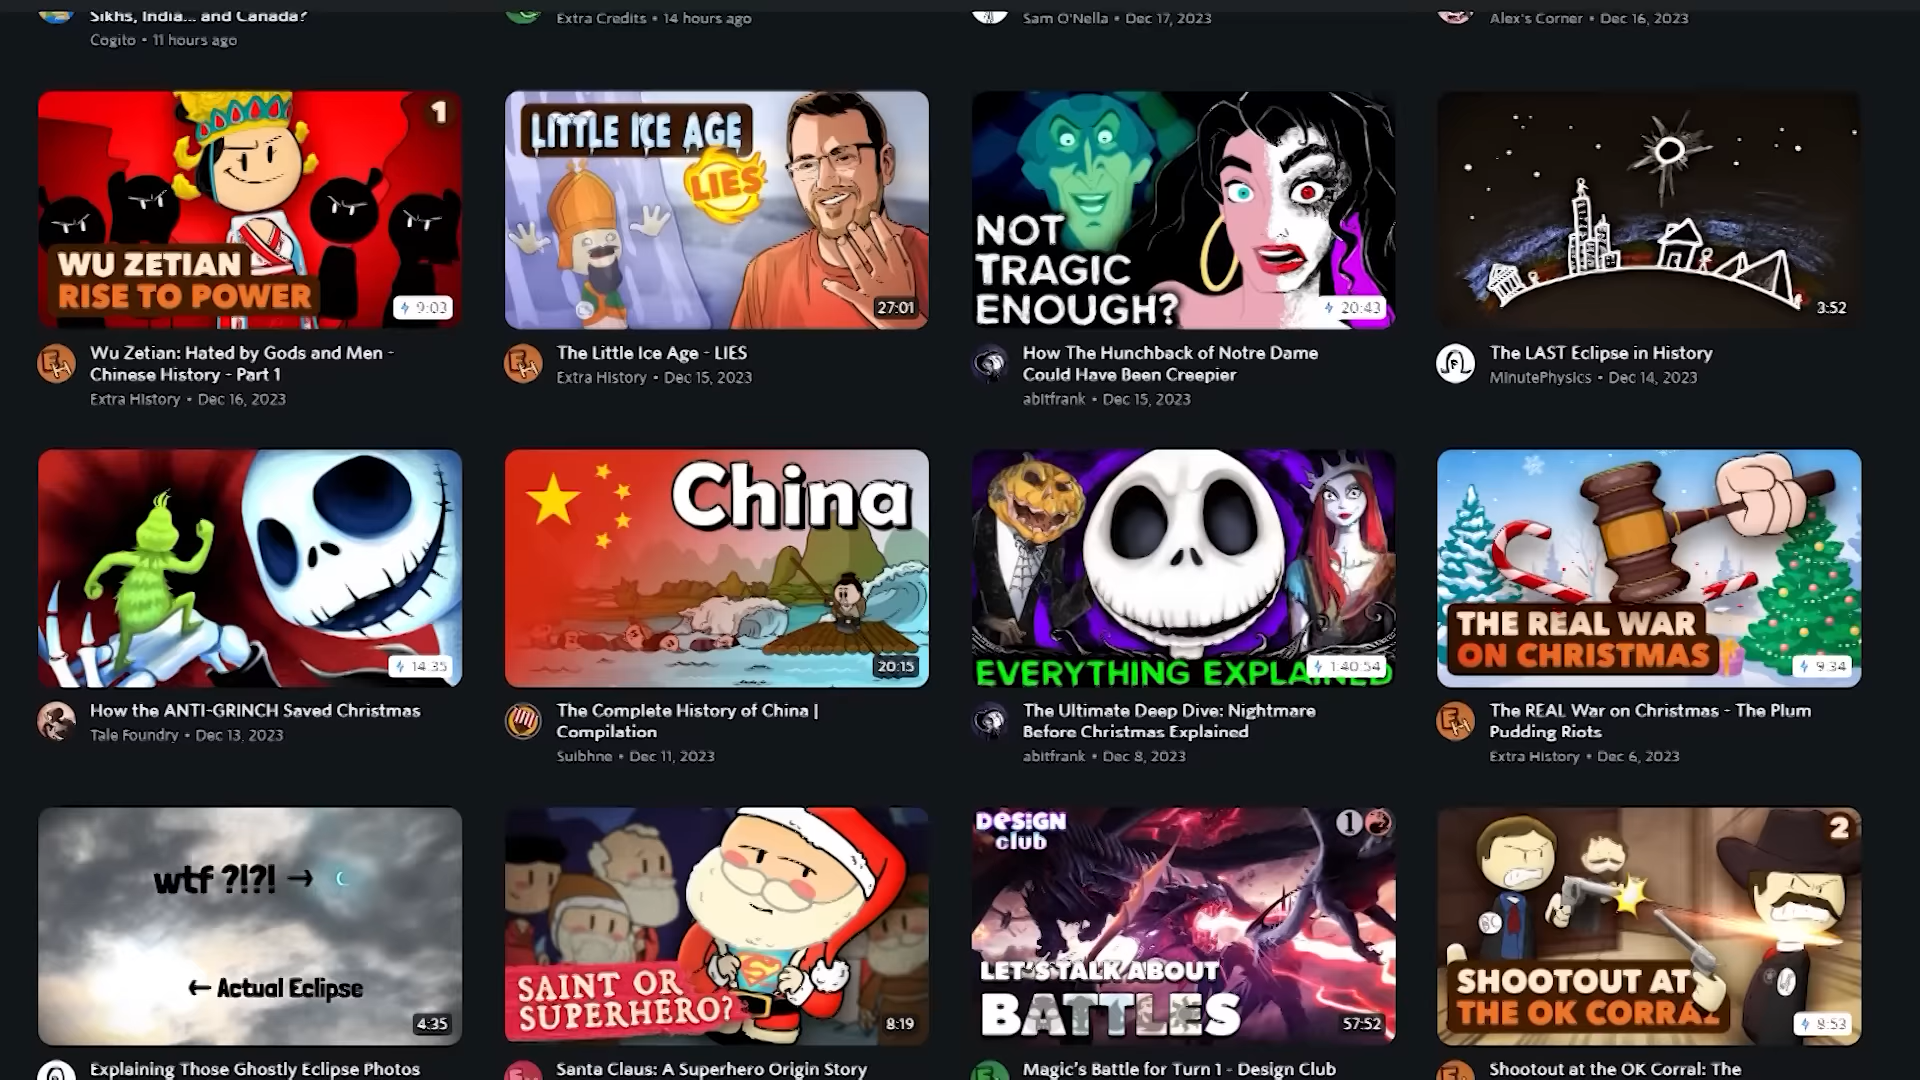 Sikhs, India... and Canada?
Cogito • 11 hours ago
Extra Credits • 14 hours ago
Sam O'Nella • Dec 17, 2023
Alex's Corner • Dec 16, 2023
1
WU ZETIAN
RISE TO POWER
9:03
LITTLE ICE AGE
LIES
27:01
NOT
TRAGIC
ENOUGH?
20:43
3:52
Wu Zetian: Hated by Gods and Men -
Chinese History - Part 1
Extra History • Dec 16, 2023
The Little Ice Age - LIES
Extra History • Dec 15, 2023
How The Hunchback of Notre Dame
Could Have Been Creepier
abitfrank • Dec 15, 2023
The LAST Eclipse in History
MinutePhysics • Dec 14, 2023
14:35
China
20:15
EVERYTHING EXPLAINED
1:40:54
THE REAL WAR
ON CHRISTMAS
9:34
How the ANTI-GRINCH Saved Christmas
Tale Foundry • Dec 13, 2023
The Complete History of China |
Compilation
Suibhne • Dec 11, 2023
The Ultimate Deep Dive: Nightmare
Before Christmas Explained
abitfrank • Dec 8, 2023
The REAL War on Christmas - The Plum
Pudding Riots
Extra History • Dec 6, 2023
wtf ?!?! →
← Actual Eclipse
4:35
SAINT OR
SUPERHERO?
8:19
DESIGN
club
1
LET'S TALK ABOUT
BATTLES
57:52
2
SHOOTOUT AT
THE OK CORRAL
8:53
Explaining Those Ghostly Eclipse Photos
Santa Claus: A Superhero Origin Story
Magic's Battle for Turn 1 - Design Club
Shootout at the OK Corral: The